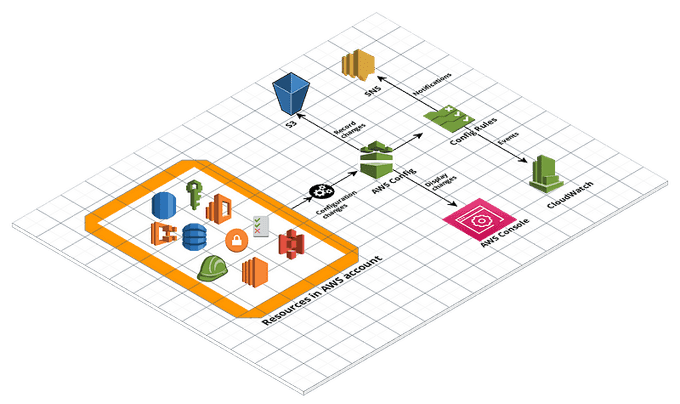 SNS
Notifications
S3
Record
changes
Config Rules
Events
AWS Config
Display
changes
CloudWatch
Configuration
changes
AWS Console
Resources in AWS account